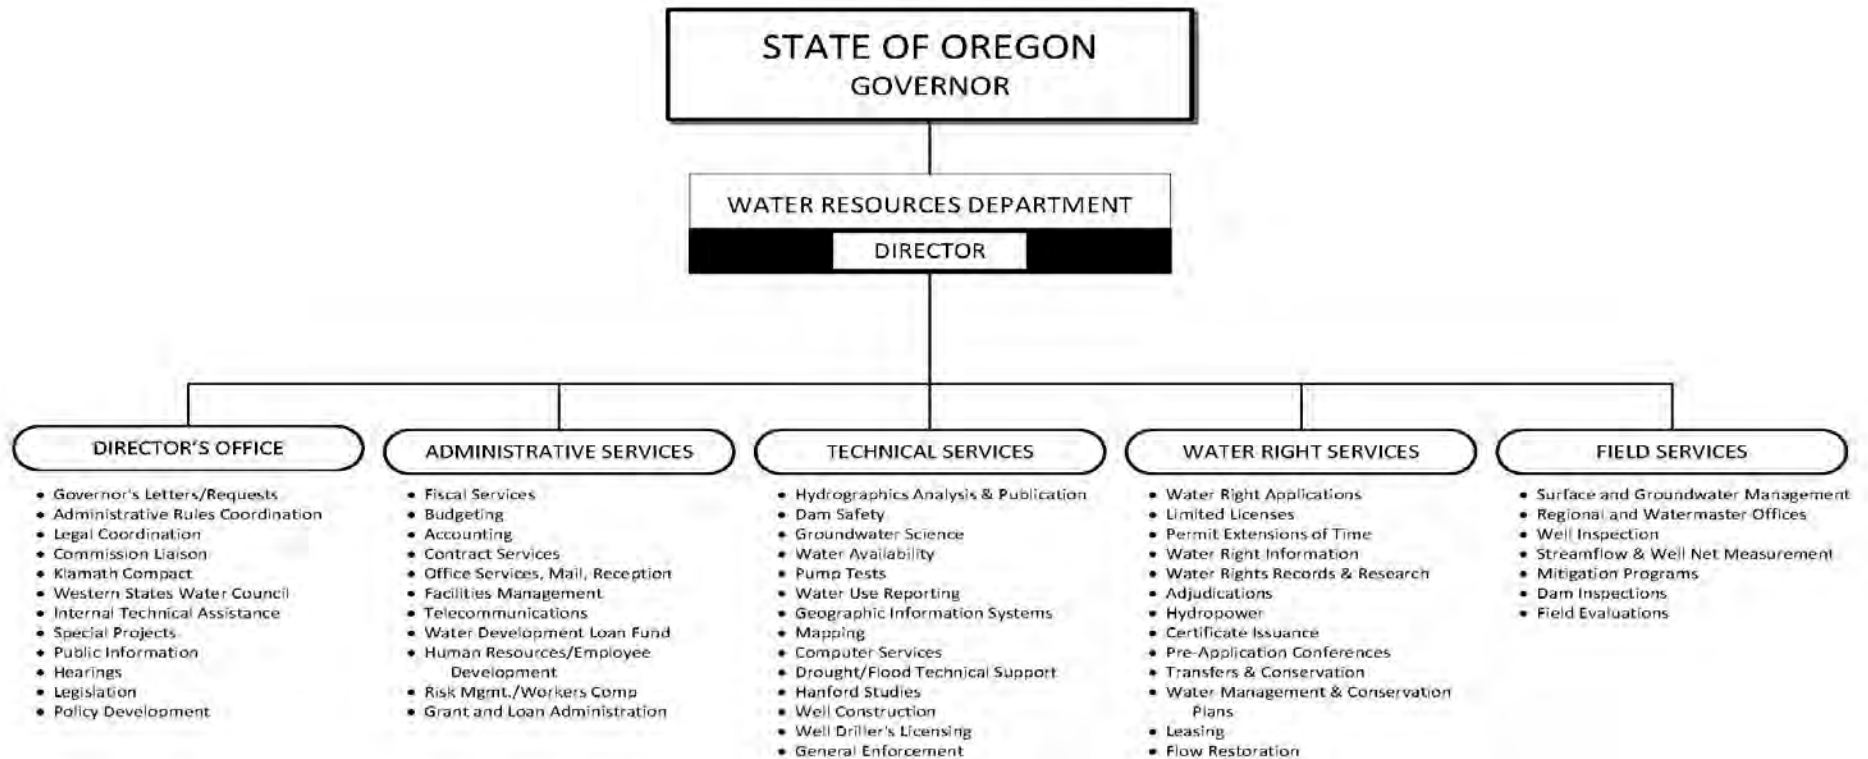 STATE OF OREGON
GOVERNOR
WATER RESOURCES DEPARTMENT
DIRECTOR
DIRECTOR'S OFFICE
• Governor's Letters/Requests
• Administrative Rules Coordination
• Legal Coordination
• Commission Liaison
• Klamath Compact
• Western States Water Council
• Internal Technical Assistance
• Special Projects
• Public Information
• Hearings
• Legislation
• Policy Development
ADMINISTRATIVE SERVICES
• Fiscal Services
• Budgeting
• Accounting
• Contract Services
• Office Services, Mail, Reception
• Facilities Management
• Telecommunications
• Water Development Loan Fund
• Human Resources/Employee
Development
• Risk Mgmt./Workers Comp
• Grant and Loan Administration
TECHNICAL SERVICES
• Hydrographics Analysis & Publication
• Dam Safety
• Groundwater Science
• Water Availability
• Pump Tests
• Water Use Reporting
• Geographic Information Systems
• Mapping
• Computer Services
• Drought/Flood Technical Support
• Hanford Studies
• Well Construction
• Well Driller's Licensing
• General Enforcement
WATER RIGHT SERVICES
• Water Right Applications
• Limited Licenses
• Permit Extensions of Time
• Water Right Information
• Water Rights Records & Research
• Adjudications
• Hydropower
• Certificate Issuance
• Pre-Application Conferences
• Transfers & Conservation
• Water Management & Conservation
Plans
• Leasing
• Flow Restoration
FIELD SERVICES
• Surface and Groundwater Management
• Regional and Watermaster Offices
• Well Inspection
• Streamflow & Well Net Measurement
• Mitigation Programs
• Dam Inspections
• Field Evaluations